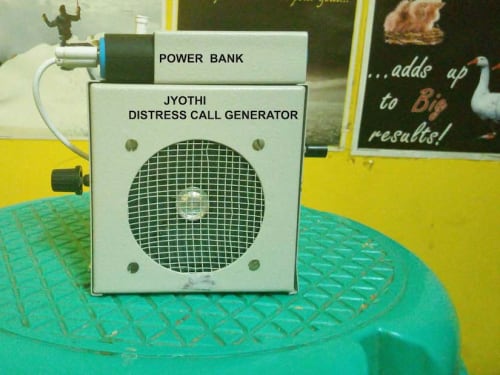 POWER BANK
JYOTHI
DISTRESS CALL GENERATOR
...adds up
to Big
results!